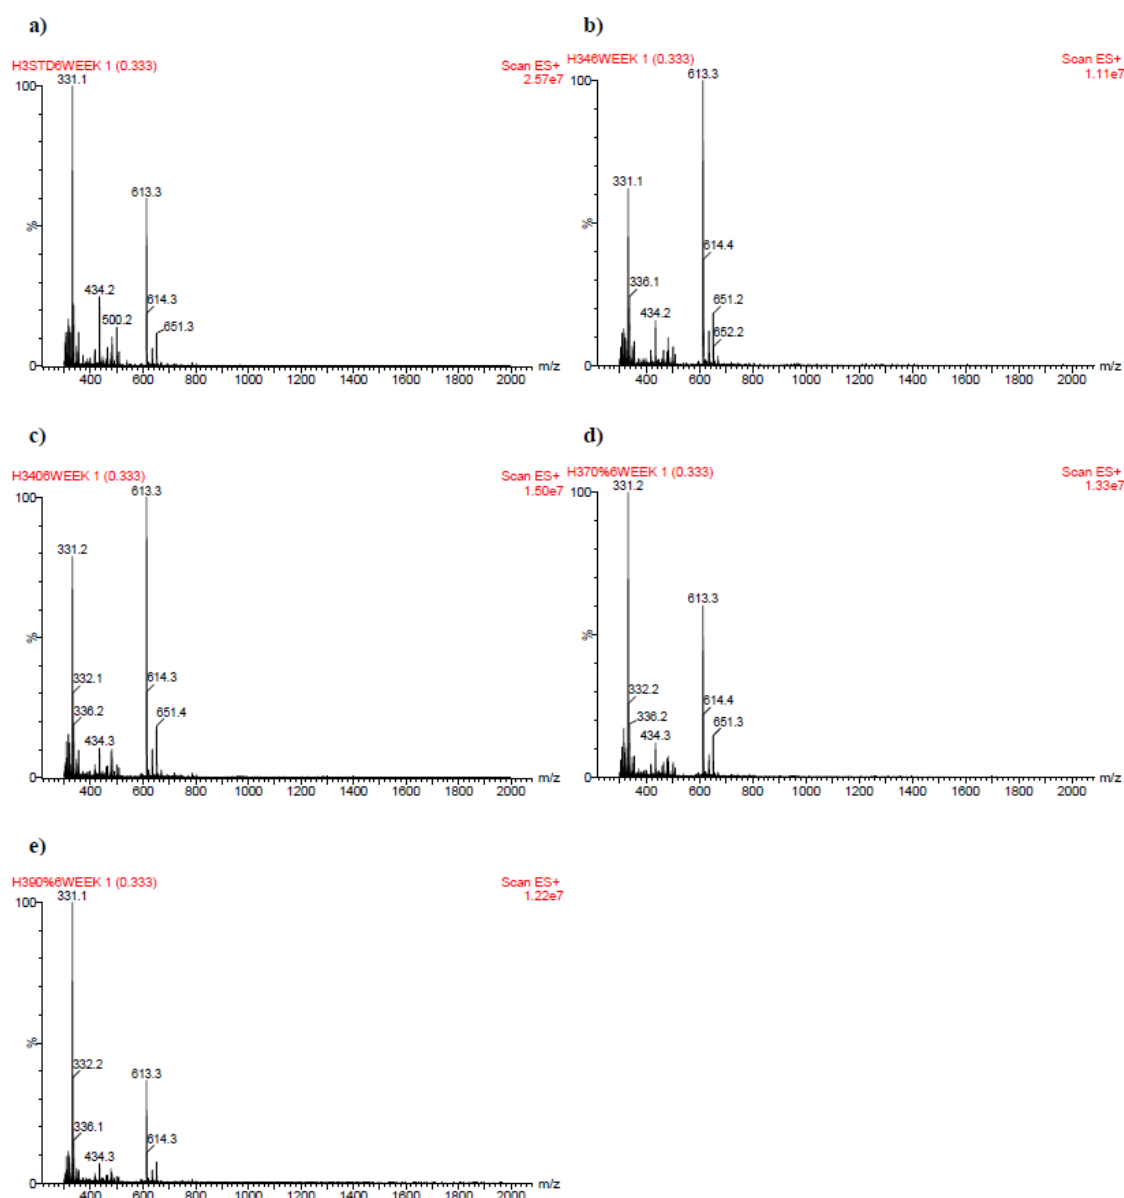 a)
H3STD6WEEK 1 (0.333)
Scan ES+
2.57e7
331.1
100
613.3
%
434.2
614.3
500.2
651.3
0
400 600 800 1000 1200 1400 1600 1800 2000 m/z
b)
H346WEEK 1 (0.333)
Scan ES+
1.11e7
613.3
100
331.1
%
614.4
336.1
651.2
434.2
652.2
0
400 600 800 1000 1200 1400 1600 1800 2000 m/z
c)
H3406WEEK 1 (0.333)
Scan ES+
1.50e7
613.3
100
331.2
%
332.1
614.3
336.2
651.4
434.3
0
400 600 800 1000 1200 1400 1600 1800 2000 m/z
d)
H370%6WEEK 1 (0.333)
Scan ES+
1.33e7
331.2
100
613.3
%
332.2
614.4
336.2
434.3
651.3
0
400 600 800 1000 1200 1400 1600 1800 2000 m/z
e)
H390%6WEEK 1 (0.333)
Scan ES+
1.22e7
331.1
100
%
332.2
613.3
336.1
614.3
434.3
0
400 600 800 1000 1200 1400 1600 1800 2000 m/z